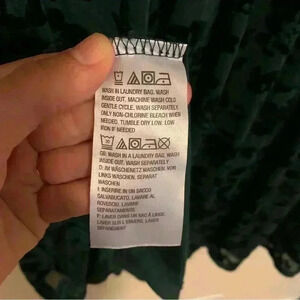 WASH IN LAUNDRY BAG. WASH
INSIDE OUT. MACHINE WASH COLD
GENTLE CYCLE. WASH SEPARATELY.
ONLY NON-CHLORINE BLEACH WHEN
NEEDED. TUMBLE DRY LOW. LOW
IRON IF NEEDED
30
GB: WASH IN A LAUNDRY BAG, WASH
INSIDE OUT, WASH SEPARATELY
D: IM WÄSCHENETZ WASCHEN, VON
LINKS WASCHEN, SEPARAT
WASCHEN
I: INSERIRE IN UN SACCO
SALVABUCATO, LAVARE AL
ROVESCIO, LAVARE
SEPARATAMENTE
F: LAVER DANS UN SAC À LINGE,
LAVER SUR L'ENVERS, LAVER
SÉPARÉMENT